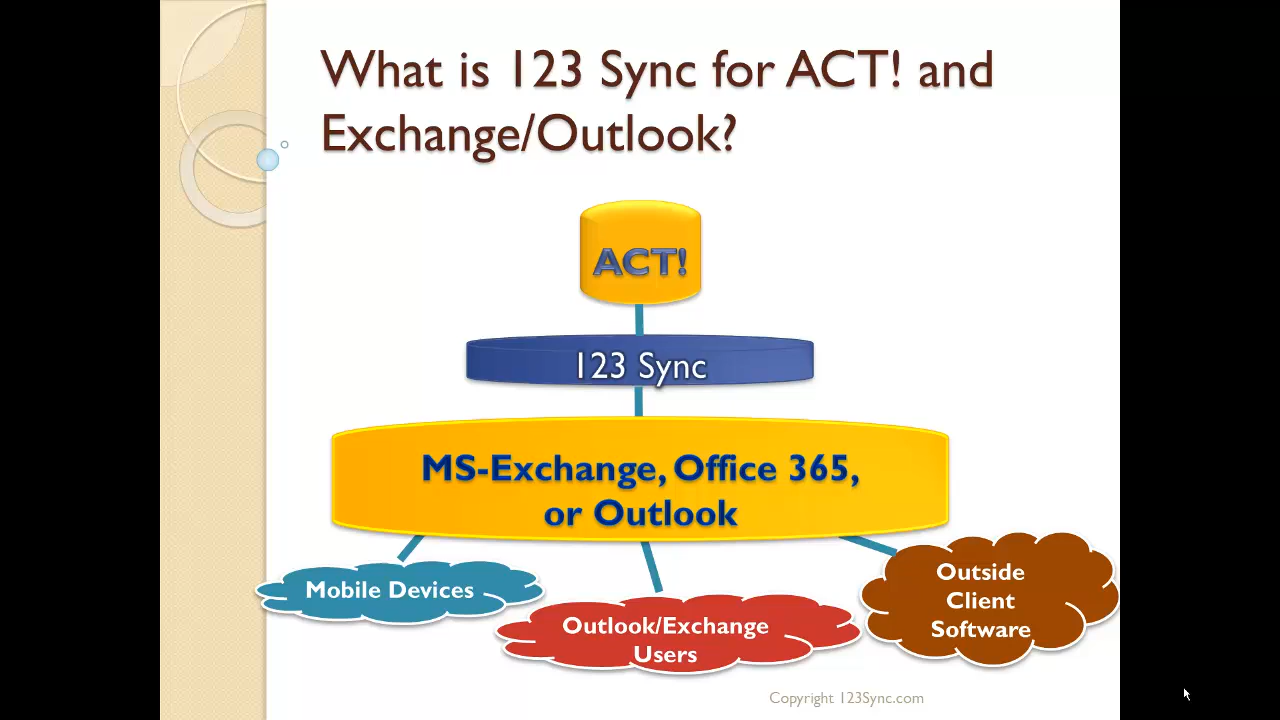 What is 123 Sync for ACT! and
Exchange/Outlook?
ACT!
123 Sync
MS-Exchange, Office 365,
or Outlook
Mobile Devices
Outlook/Exchange
Users
Outside
Client
Software
Copyright 123Sync.com